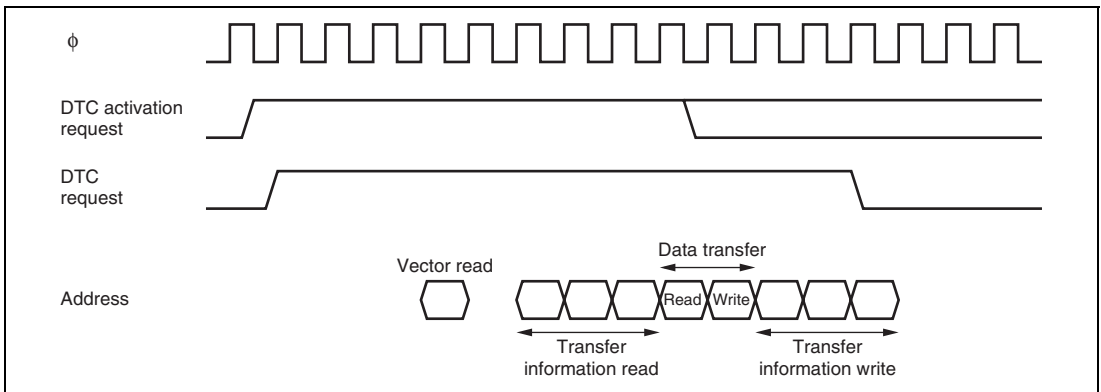 ϕ
DTC activation
request
DTC
request
Data transfer
Vector read
Address
Read
Write
Transfer
information read
Transfer
information write